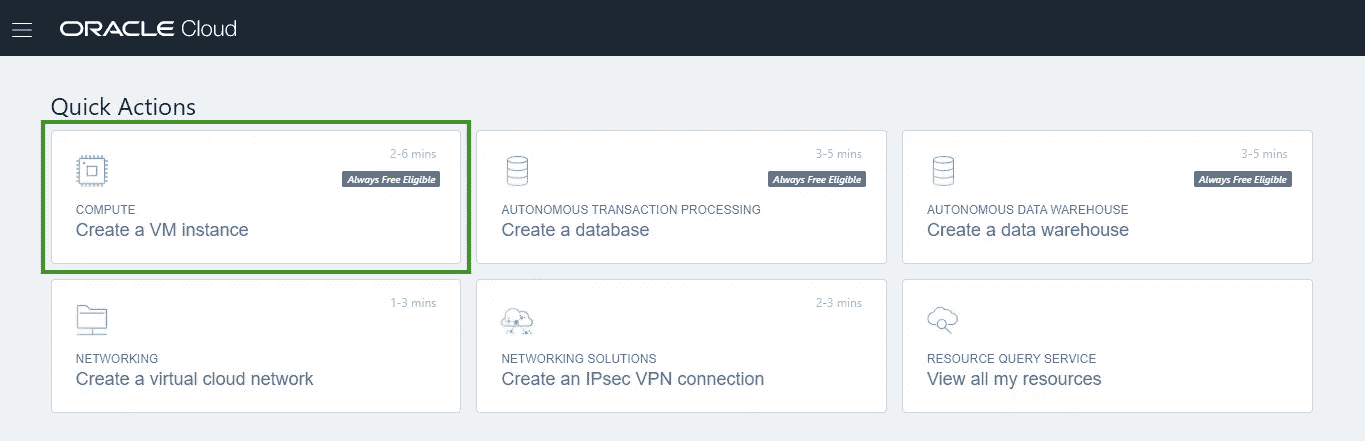 ORACLE Cloud
Quick Actions
2-6 mins
Always Free Eligible
COMPUTE
Create a VM instance
3-5 mins
Always Free Eligible
AUTONOMOUS TRANSACTION PROCESSING
Create a database
3-5 mins
Always Free Eligible
AUTONOMOUS DATA WAREHOUSE
Create a data warehouse
1-3 mins
NETWORKING
Create a virtual cloud network
2-3 mins
NETWORKING SOLUTIONS
Create an IPsec VPN connection
RESOURCE QUERY SERVICE
View all my resources